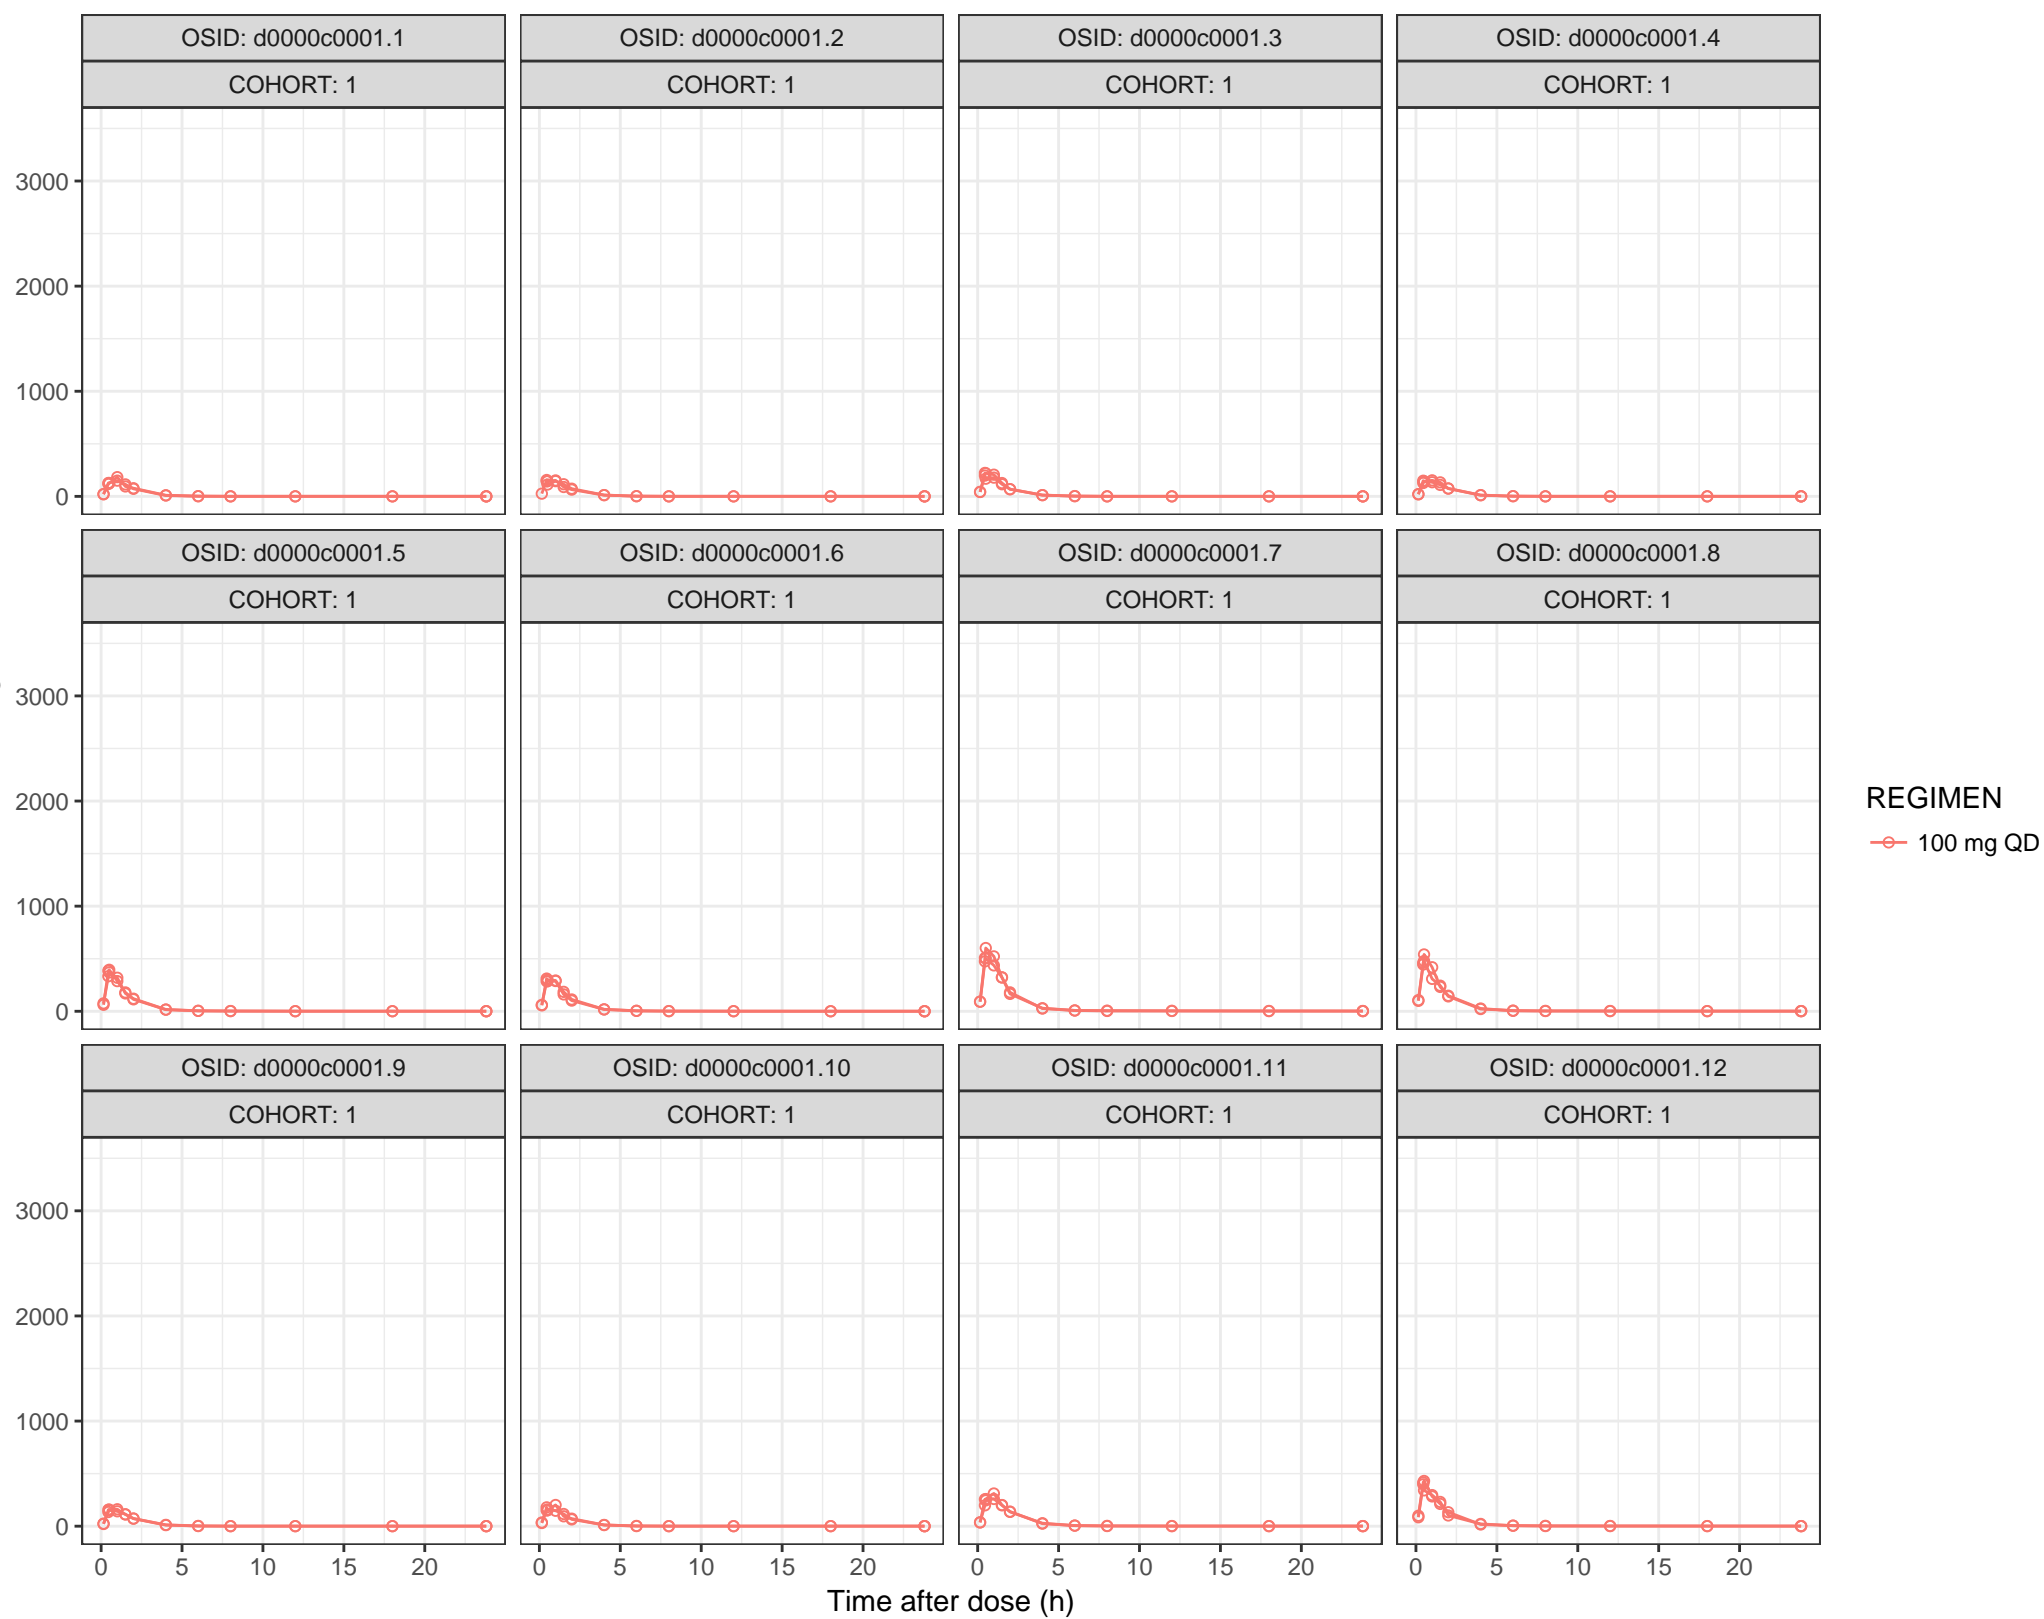 OSID: d0000c0001.1 OSID: d0000c0001.2 OSID: d0000c0001.3 OSID: d0000c0001.4
COHORT: 1 COHORT: 1 COHORT: 1 COHORT: 1
3000
2000
1000
0
OSID: d0000c0001.5 OSID: d0000c0001.6 OSID: d0000c0001.7 OSID: d0000c0001.8
COHORT: 1 COHORT: 1 COHORT: 1 COHORT: 1
3000
2000
1000
0
OSID: d0000c0001.9 OSID: d0000c0001.10 OSID: d0000c0001.11 OSID: d0000c0001.12
COHORT: 1 COHORT: 1 COHORT: 1 COHORT: 1
3000
2000
1000
0
0 5 10 15 20 0 5 10 15 20 0 5 10 15 20 0 5 10 15 20
Time after dose (h)
REGIMEN
100 mg QD